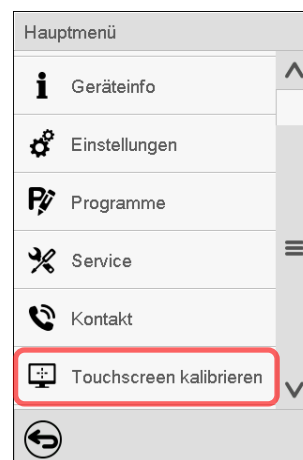 Hauptmenü
Geräteinfo
Einstellungen
Programme
Service
Kontakt
Touchscreen kalibrieren